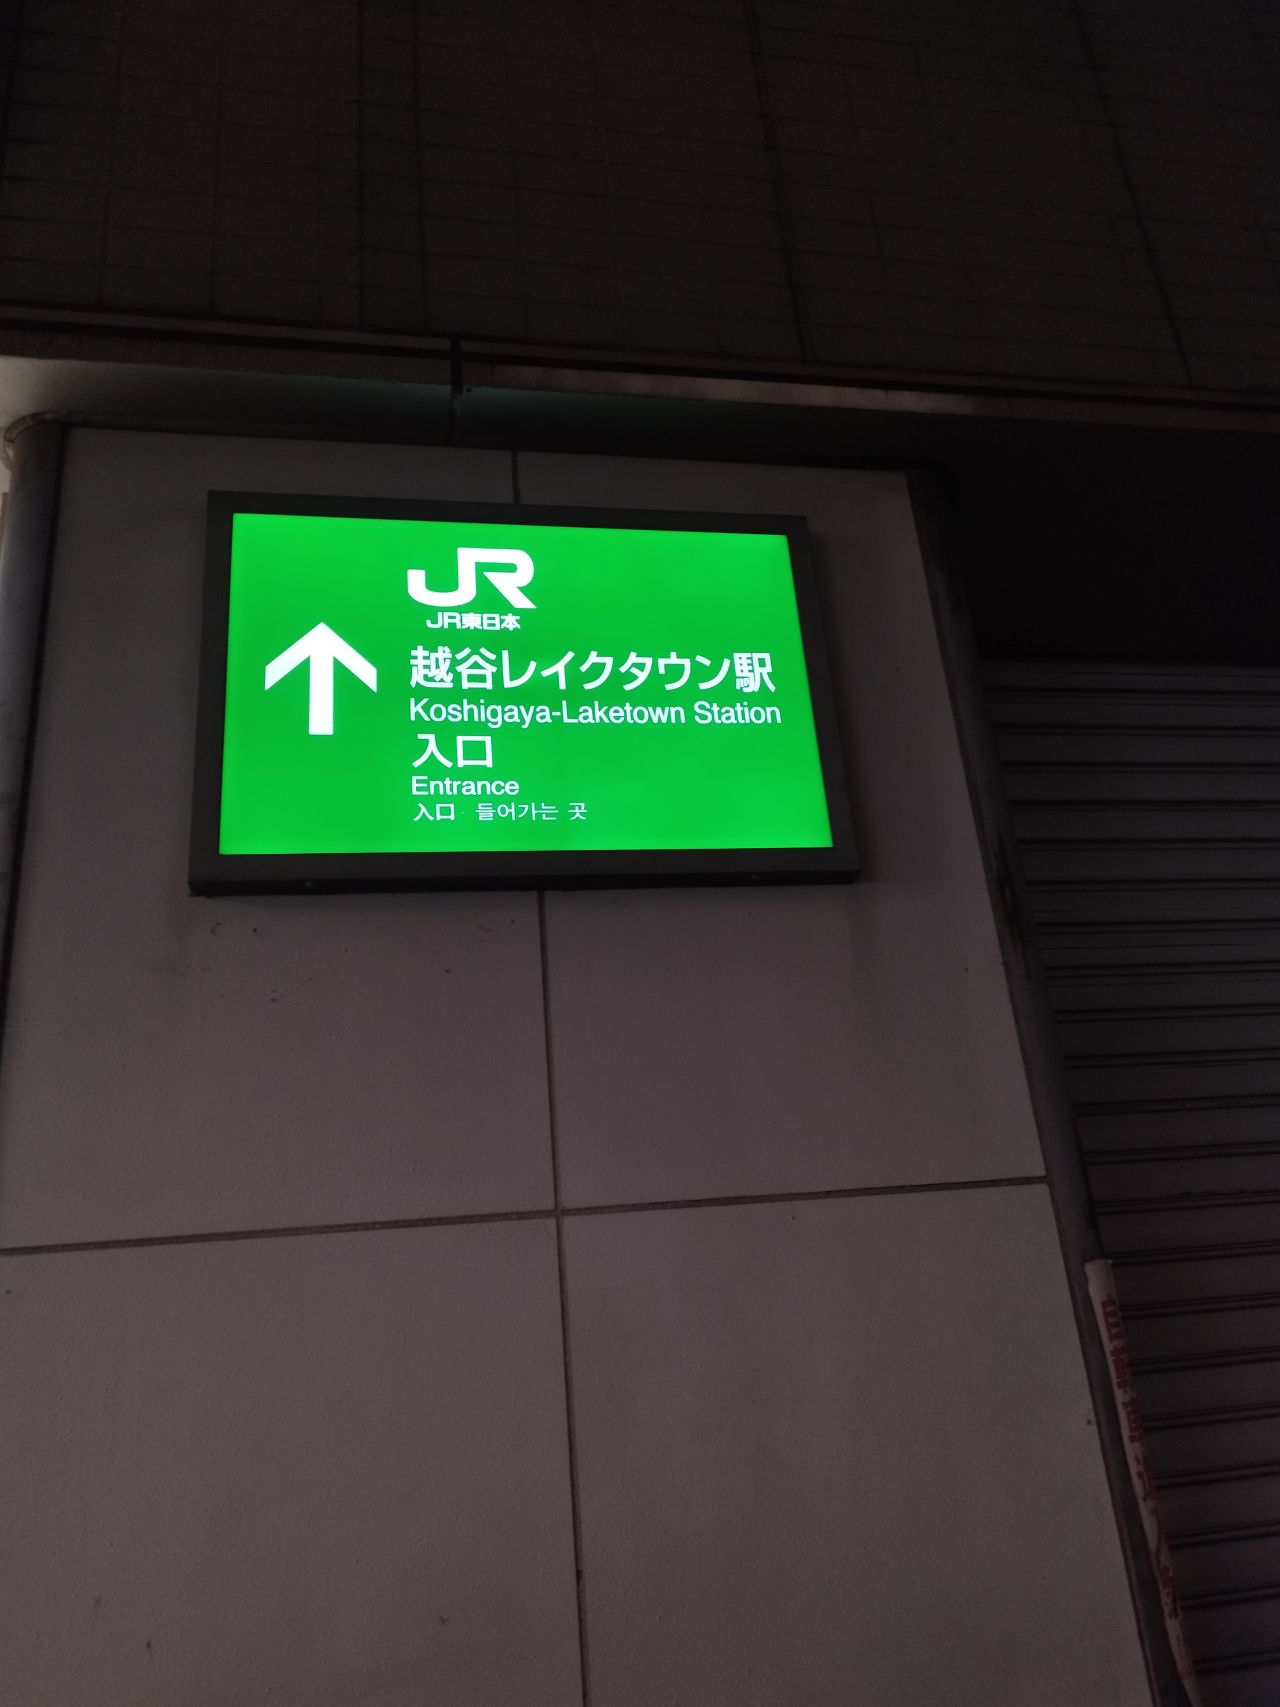 JR
JR東日本
越谷レイクタウン駅
Koshigaya-Laketown Station
入口
Entrance
入口 들어가는 곳